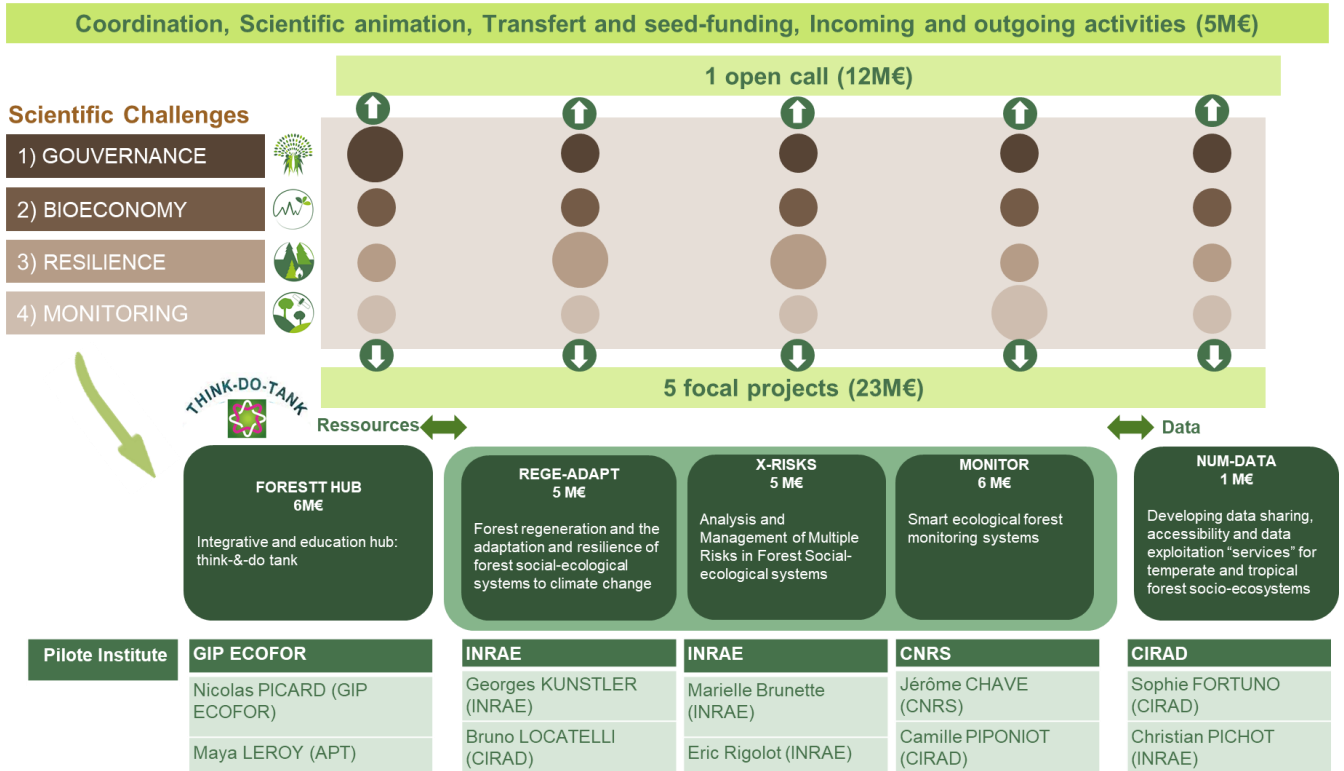 Coordination, Scientific animation, Transfert and seed-funding, Incoming and outgoing activities (5M€)
1 open call (12M€)
Scientific Challenges
1) GOUVERNANCE
2) BIOECONOMY
3) RESILIENCE
4) MONITORING
5 focal projects (23M€)
THINK-DO-TANK
Ressources
Data
FORESTT HUB
6M€
Integrative and education hub:
think-&-do tank
REGE-ADAPT
5 M€
Forest regeneration and the
adaptation and resilience of
forest social-ecological
systems to climate change
X-RISKS
5 M€
Analysis and
Management of Multiple
Risks in Forest Social-
ecological systems
MONITOR
6 M€
Smart ecological forest
monitoring systems
NUM-DATA
1 M€
Developing data sharing,
accessibility and data
exploitation “services” for
temperate and tropical
forest socio-ecosystems
Pilote Institute
GIP ECOFOR
Nicolas PICARD (GIP
ECOFOR)
Maya LEROY (APT)
INRAE
Georges KUNSTLER
(INRAE)
Bruno LOCATELLI
(CIRAD)
INRAE
Marielle Brunette
(INRAE)
Eric Rigolot (INRAE)
CNRS
Jérôme CHAVE
(CNRS)
Camille PIPONIOT
(CIRAD)
CIRAD
Sophie FORTUNO
(CIRAD)
Christian PICHOT
(INRAE)